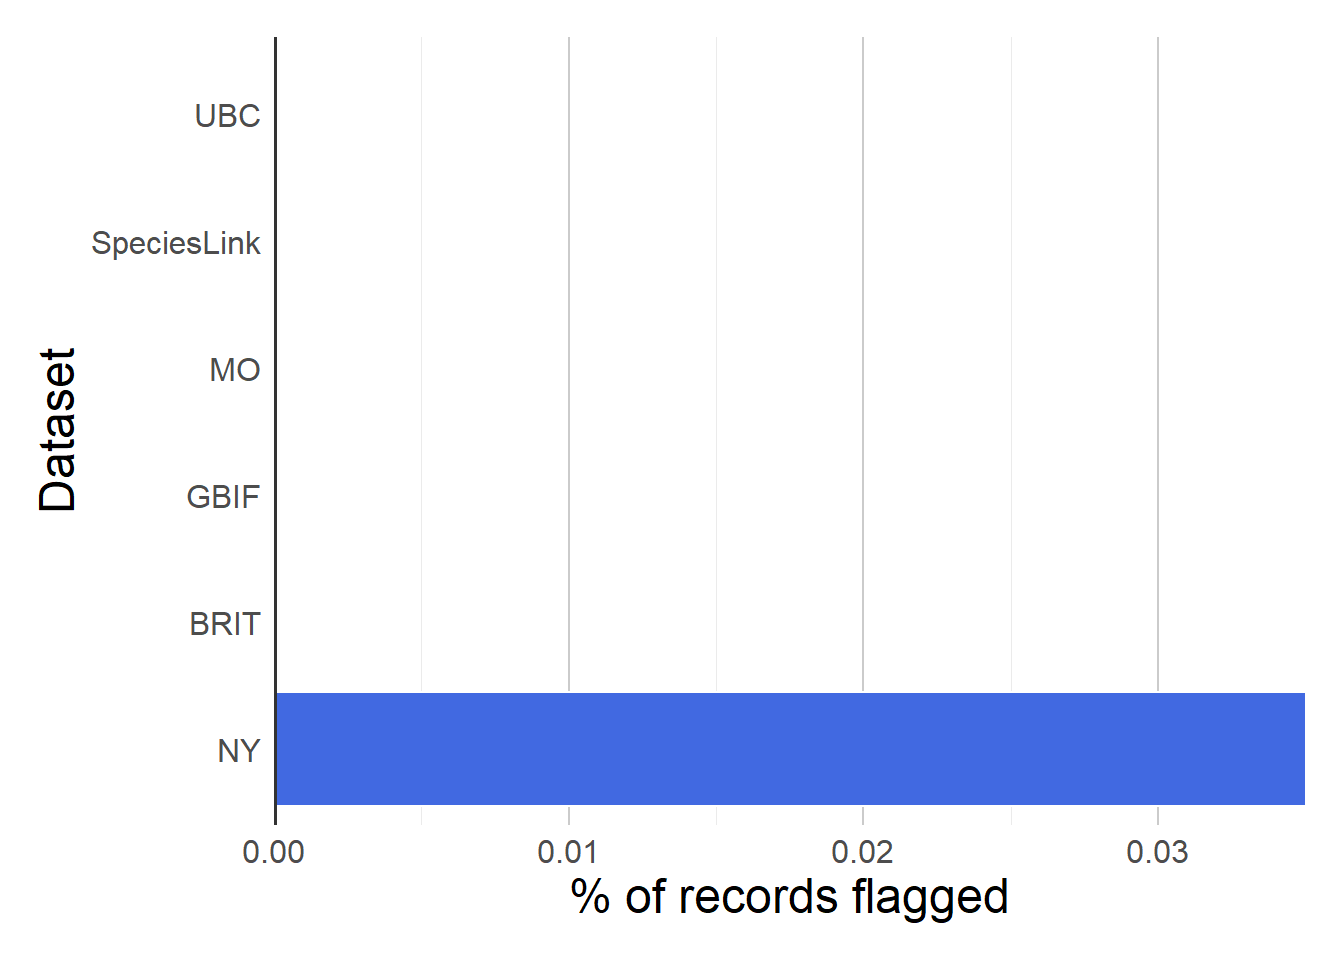 UBC
SpeciesLink
MO
GBIF
BRIT
NY
Dataset
0.00 0.01 0.02 0.03
% of records flagged